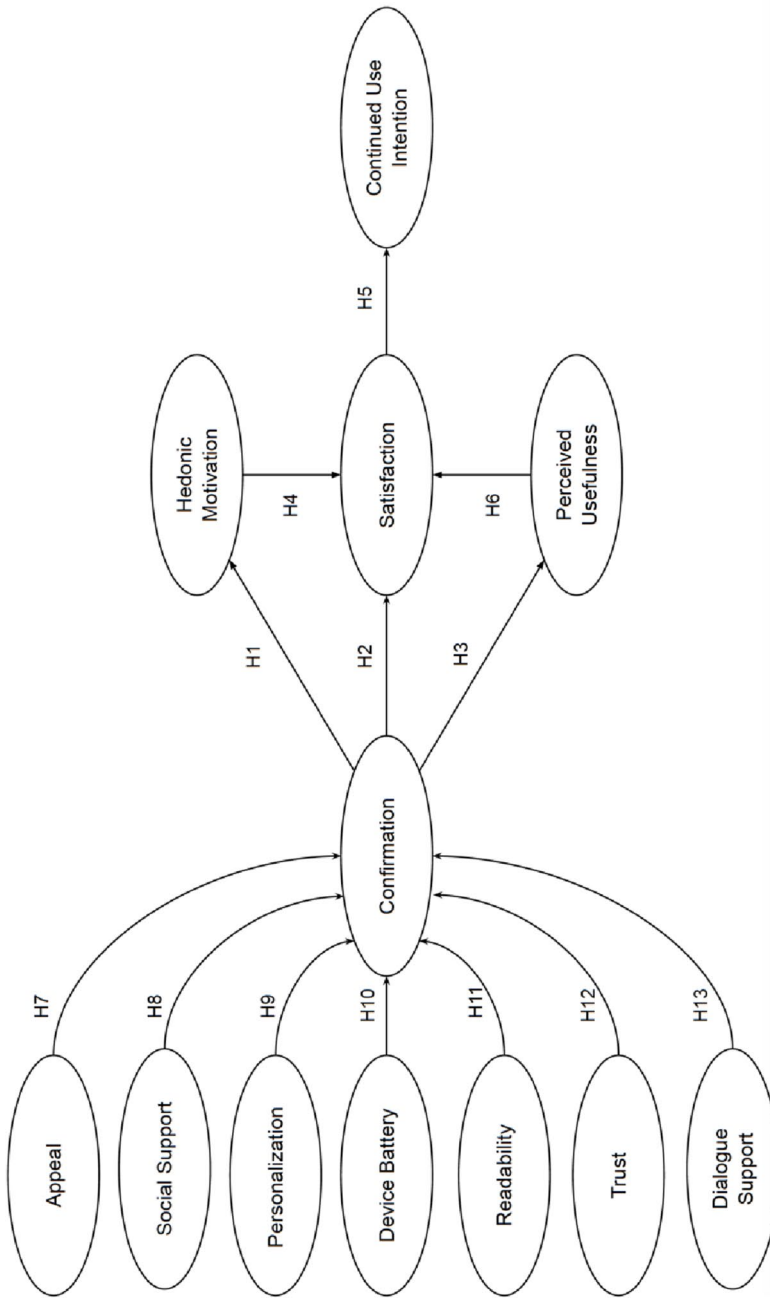 Appeal
Social Support
Personalization
Device Battery
Readability
Trust
Dialogue
Support
H7
H8
H9
H10
H11
H12
H13
Confirmation
H1
H2
H3
Hedonic
Motivation
H4
Satisfaction
H6
Perceived
Usefulness
H5
Continued Use
Intention